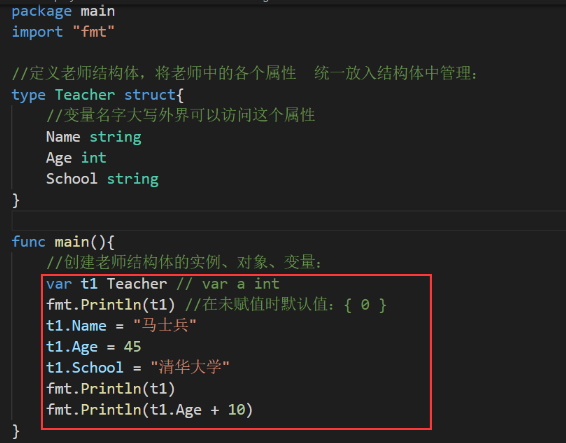 package main
import "fmt"
//定义老师结构体，将老师中的各个属性  统一放入结构体中管理：
type Teacher struct{
//变量名字大写外界可以访问这个属性
Name string
Age int
School string
}
func main(){
//创建老师结构体的实例、对象、变量：
var t1 Teacher // var a int
fmt.Println(t1) //在未赋值时默认值：{ 0 }
t1.Name = "马士兵"
t1.Age = 45
t1.School = "清华大学"
fmt.Println(t1)
fmt.Println(t1.Age + 10)
}